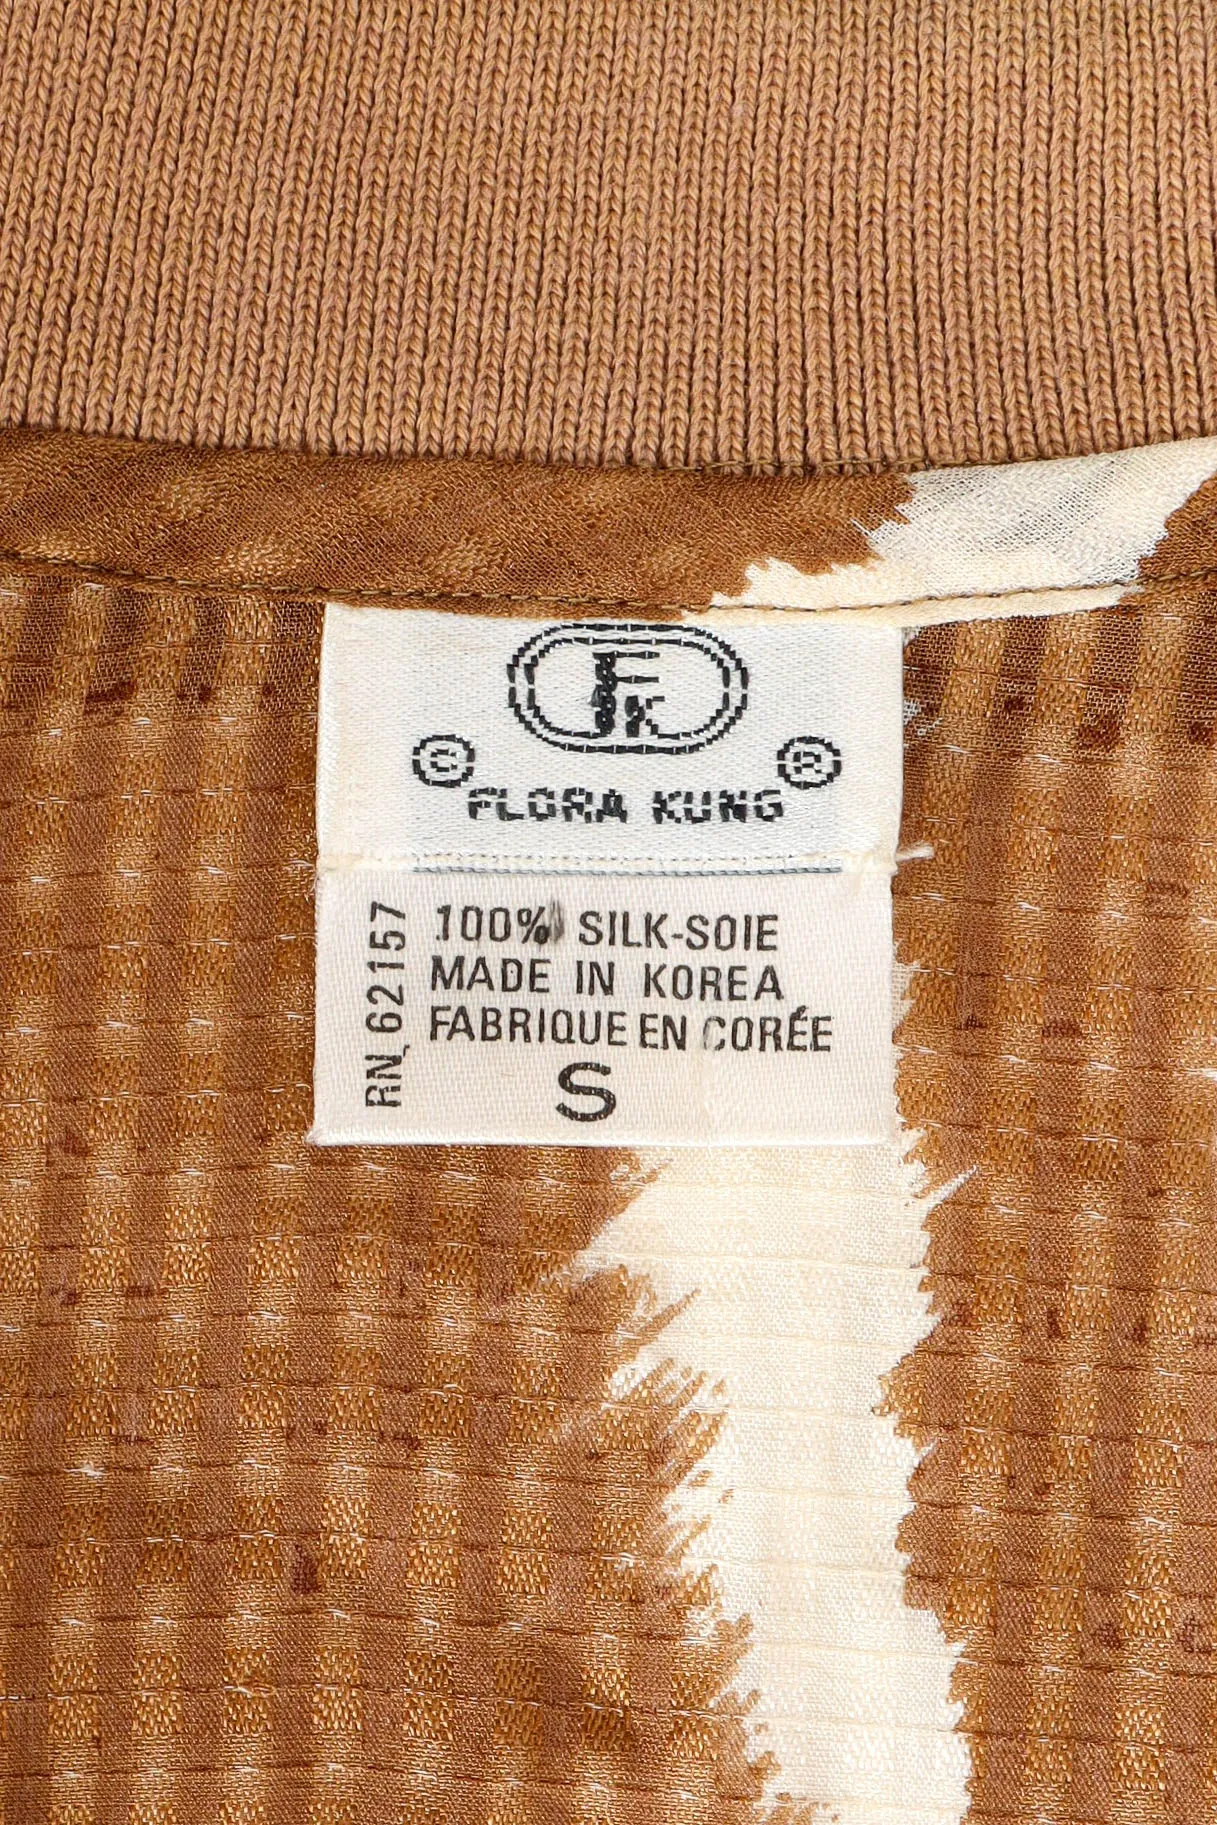 FK
© ®
FLORA KUNG
100% SILK-SOIE
MADE IN KOREA
FABRIQUE EN CORÉE
S
RN 62157